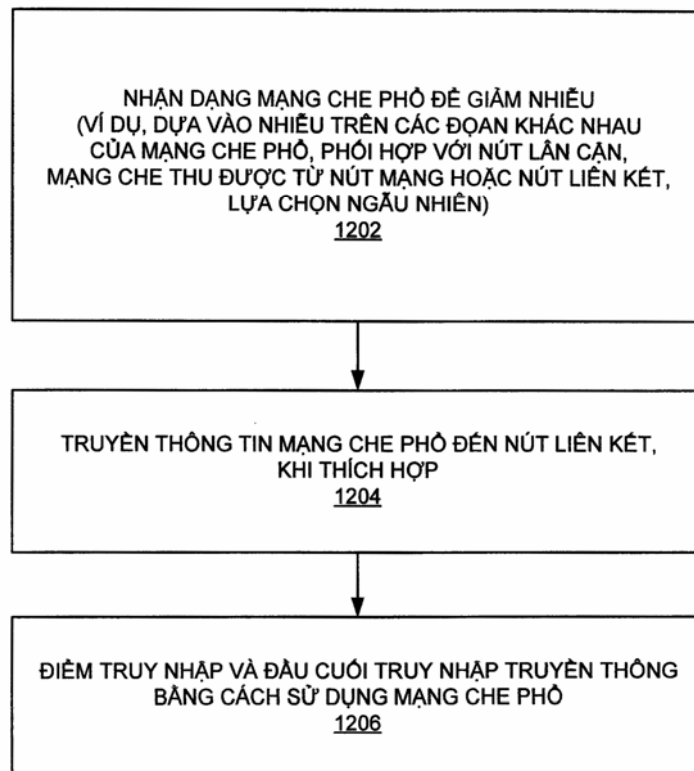 NHẬN DẠNG MẠNG CHE PHỔ ĐỂ GIẢM NHIỄU
(VÍ DỤ, DỰA VÀO NHIỄU TRÊN CÁC ĐỌAN KHÁC NHAU
CỦA MẠNG CHE PHỔ, PHỐI HỢP VỚI NÚT LÂN CẬN,
MẠNG CHE THU ĐƯỢC TỪ NÚT MẠNG HOẶC NÚT LIÊN KẾT,
LỰA CHỌN NGẪU NHIÊN)
1202
TRUYỀN THÔNG TIN MẠNG CHE PHỔ ĐẾN NÚT LIÊN KẾT,
KHI THÍCH HỢP
1204
ĐIỂM TRUY NHẬP VÀ ĐẦU CUỐI TRUY NHẬP TRUYỀN THÔNG
BẰNG CÁCH SỬ DỤNG MẠNG CHE PHỔ
1206